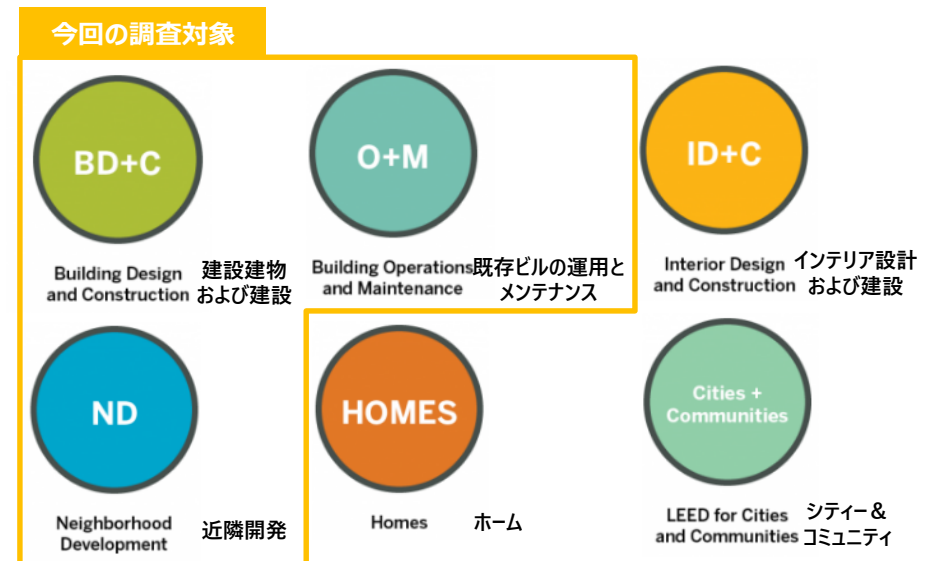 今回の調査対象
BD+C
Building Design
and Construction
建設建物
および建設
O+M
Building Operations
and Maintenance
既存ビルの運用と
メンテナンス
ID+C
Interior Design
and Construction
インテリア設計
および建設
ND
Neighborhood
Development
近隣開発
HOMES
Homes
ホーム
Cities +
Communities
LEED for Cities
and Communities
シティー＆
コミュニティ